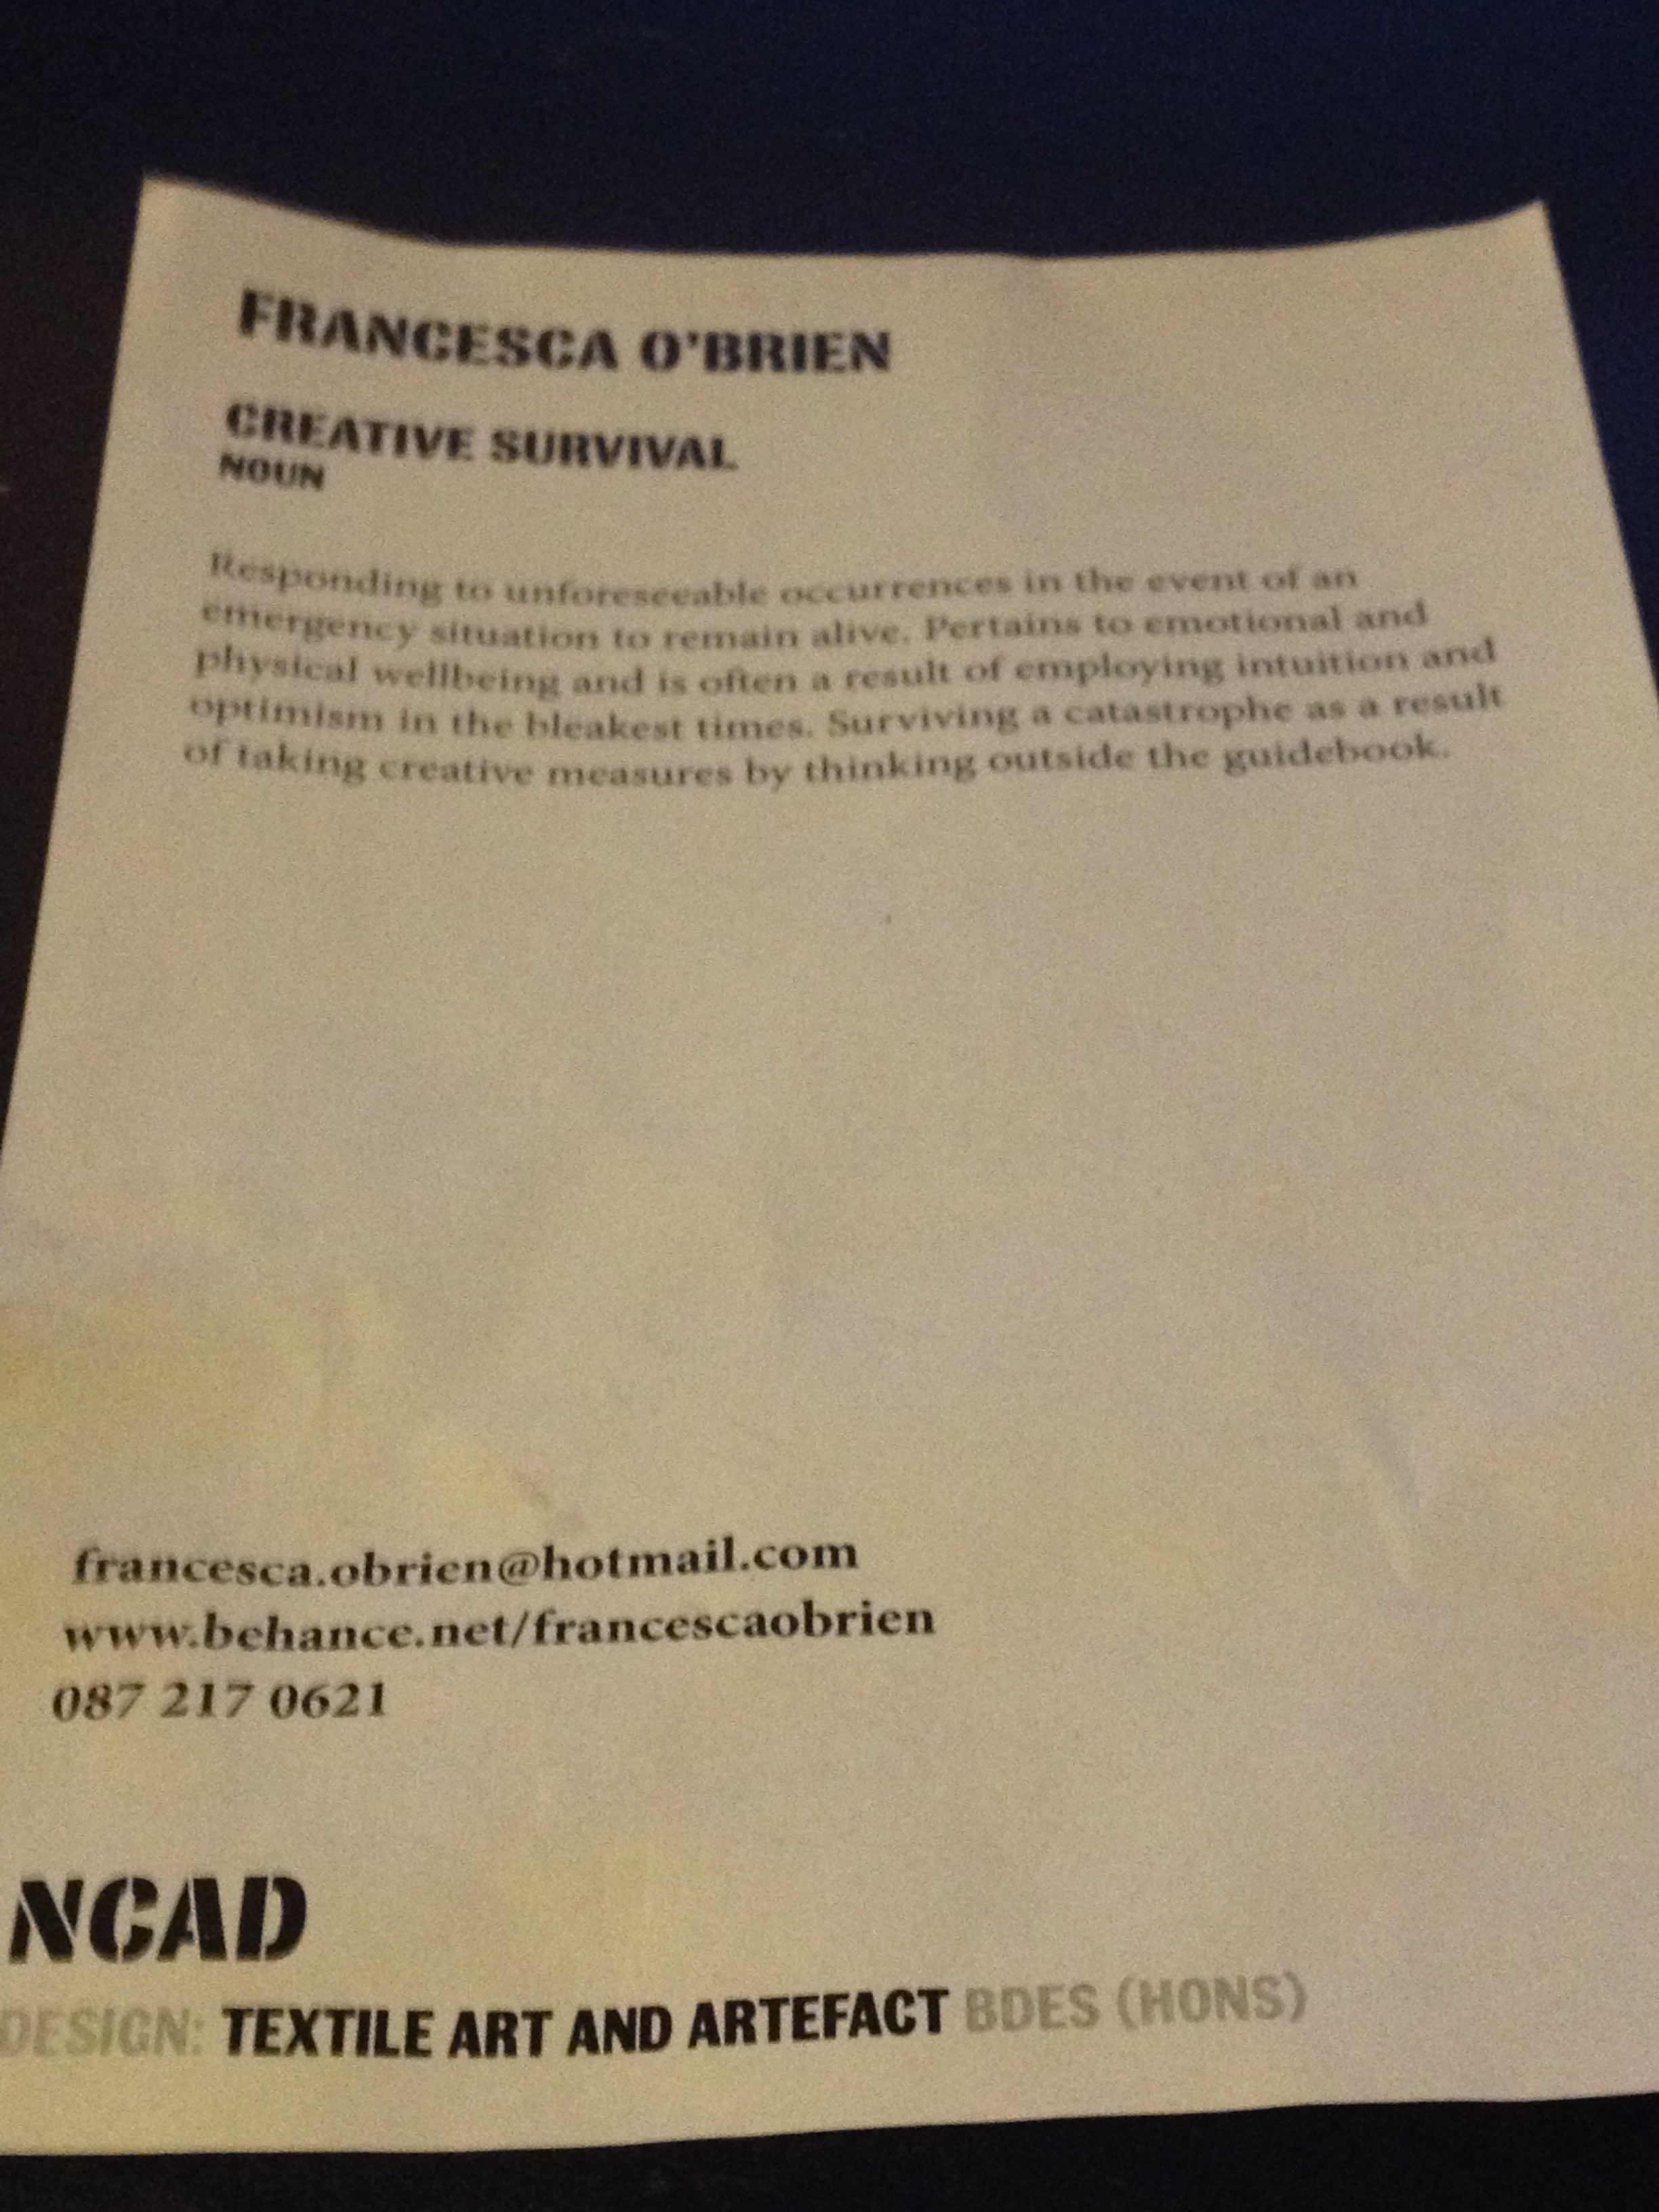 FRANCESCA O'BRIEN
CREATIVE SURVIVAL
NOUN
Responding to unforeseeable occurrences in the event of an
emergency situation to remain alive. Pertains to emotional and
physical wellbeing and is often a result of employing intuition and
optimism in the bleakest times. Surviving a catastrophe as a result
of taking creative measures by thinking outside the guidebook.
francesca.obrien@hotmail.com
www.behance.net/francescaobrien
087 217 0621
NCAD
DESIGN: TEXTILE ART AND ARTEFACT BDES (HONS)